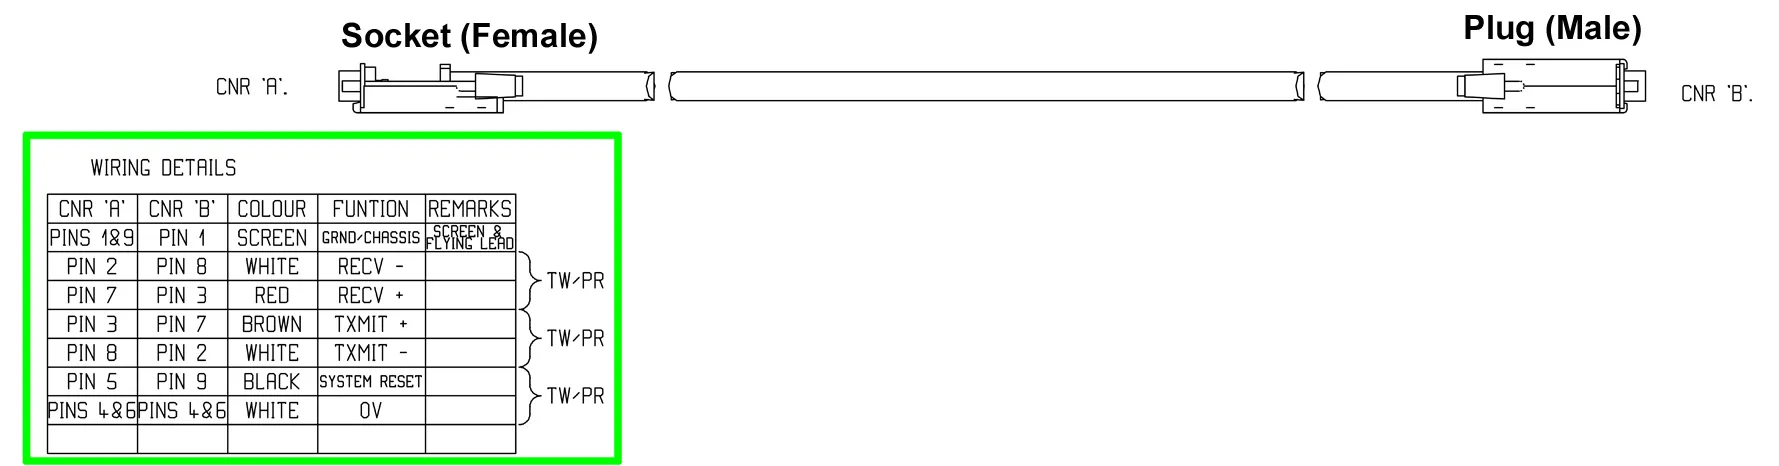 Socket (Female)
Plug (Male)
CNR 'A'.
CNR 'B'.
WIRING DETAILS
CNR 'A' CNR 'B' COLOUR FUNTION REMARKS
PINS 1&9 PIN 1 SCREEN GRND/CHASSIS SCREEN & FLYING LEAD
PIN 2 PIN 8 WHITE RECV -
TW/PR
PIN 7 PIN 3 RED RECV +
PIN 3 PIN 7 BROWN TXMIT +
TW/PR
PIN 8 PIN 2 WHITE TXMIT -
PIN 5 PIN 9 BLACK SYSTEM RESET
TW/PR
PINS 4&6 PINS 4&6 WHITE 0V